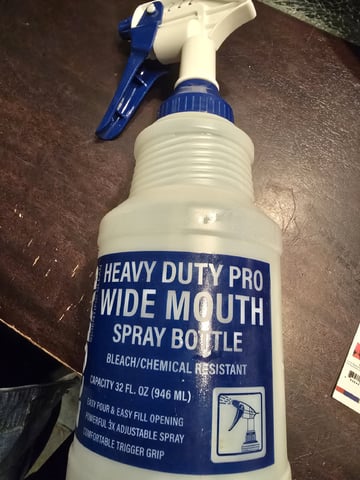 HEAVY DUTY PRO
WIDE MOUTH
SPRAY BOTTLE
BLEACH/CHEMICAL RESISTANT
CAPACITY 32 FL. OZ (946 ML)
EASY POUR & EASY FILL OPENING
POWERFUL 3X ADJUSTABLE SPRAY
COMFORTABLE TRIGGER GRIP